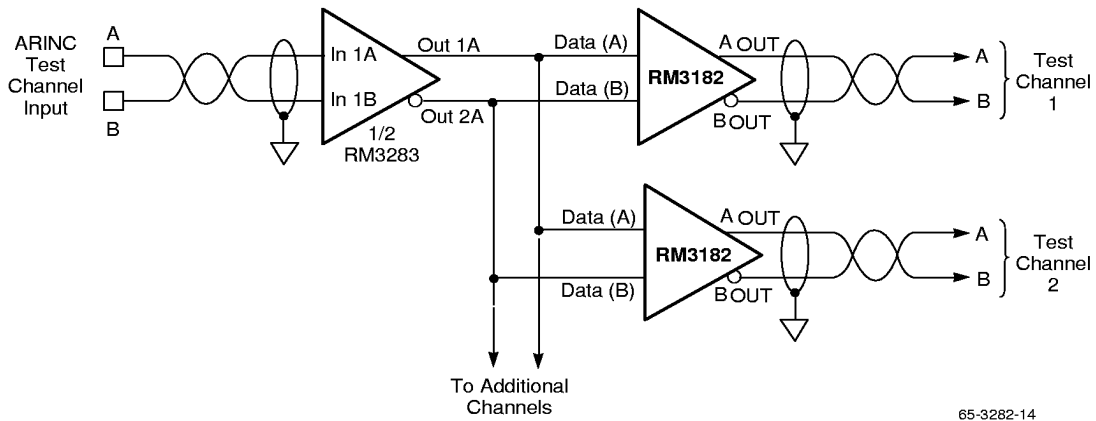 ARINC
Test
Channel
Input
A
B
In 1A
In 1B
1/2
RM3283
Out 1A
Out 2A
Data (A)
Data (B)
RM3182
A OUT
B OUT
A
B
Test
Channel
1
Data (A)
Data (B)
RM3182
A OUT
B OUT
A
B
Test
Channel
2
To Additional
Channels
65-3282-14